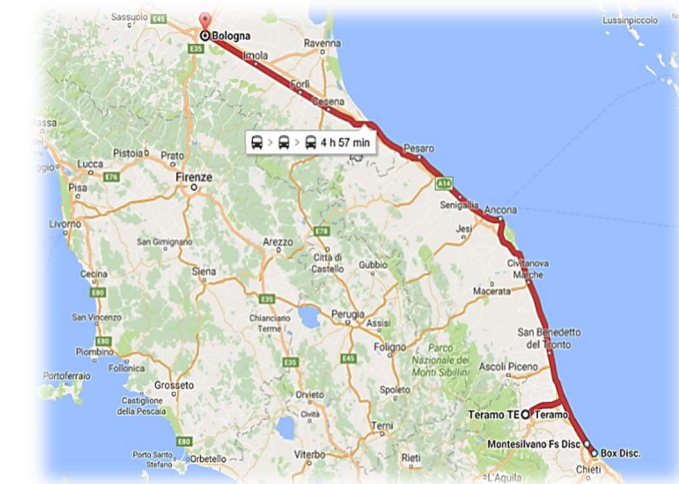 Sassuolo
E45
Bologna
E35
Lussinpiccolo
Imola
Ravenna
Forlì
Cesena
4 h 57 min
Pistoia
Prato
Lucca
E76
Pisa
Firenze
Pesaro
A14
Senigallia
Ancona
Jesi
Livorno
San Gimignano
Arezzo
E78
Città di
Castello
Gubbio
Civitanova
Marche
Macerata
Cecina
E80
Siena
E35
San Vincenzo
Chianciano
Terme
Perugia
Assisi
E80
Piombino
Follonica
E35
E45
Foligno
Parco
Nazionale dei
Monti Sibillini
San Benedetto
del Tronto
Ascoli Piceno
Portoferraio
Grosseto
Castiglione
della Pescaia
Orvieto
Civita
Spoleto
Teramo TE
Teramo
Terni
E80
Montesilvano Fs Disc
Box Disc.
Porto Santo
Stefano
Orbetello
Viterbo
Rieti
L'Aquila
Chieti